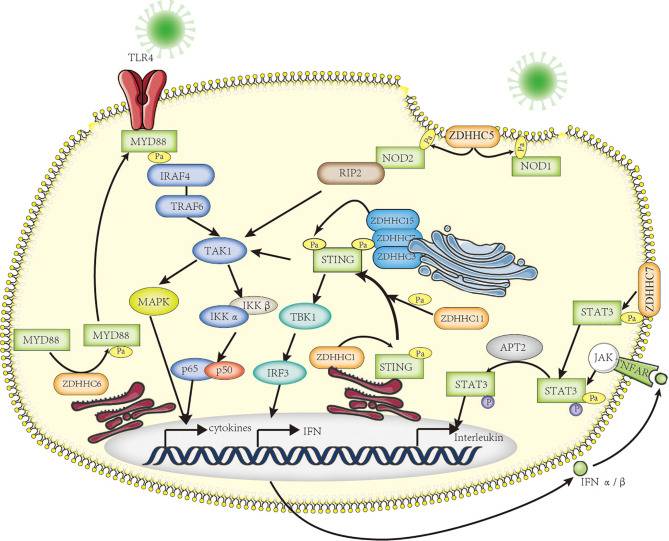 TLR4
MYD88
Pa
IRAF4
TRAF6
TAK1
MAPK
IKK β
IKK α
p65
p50
MYD88
MYD88
Pa
ZDHHC6
RIP2
NOD2
Pa
ZDHHC5
Pa
NOD1
ZDHHC15
ZDHHC7
ZDHHC3
Pa
Pa
STING
TBK1
IRF3
Pa
ZDHHC11
ZDHHC1
Pa
STING
ZDHHC7
STAT3
Pa
APT2
JAK
INFAR
STAT3
P
STAT3
Pa
P
cytokines
IFN
Interleukin
IFN α / β